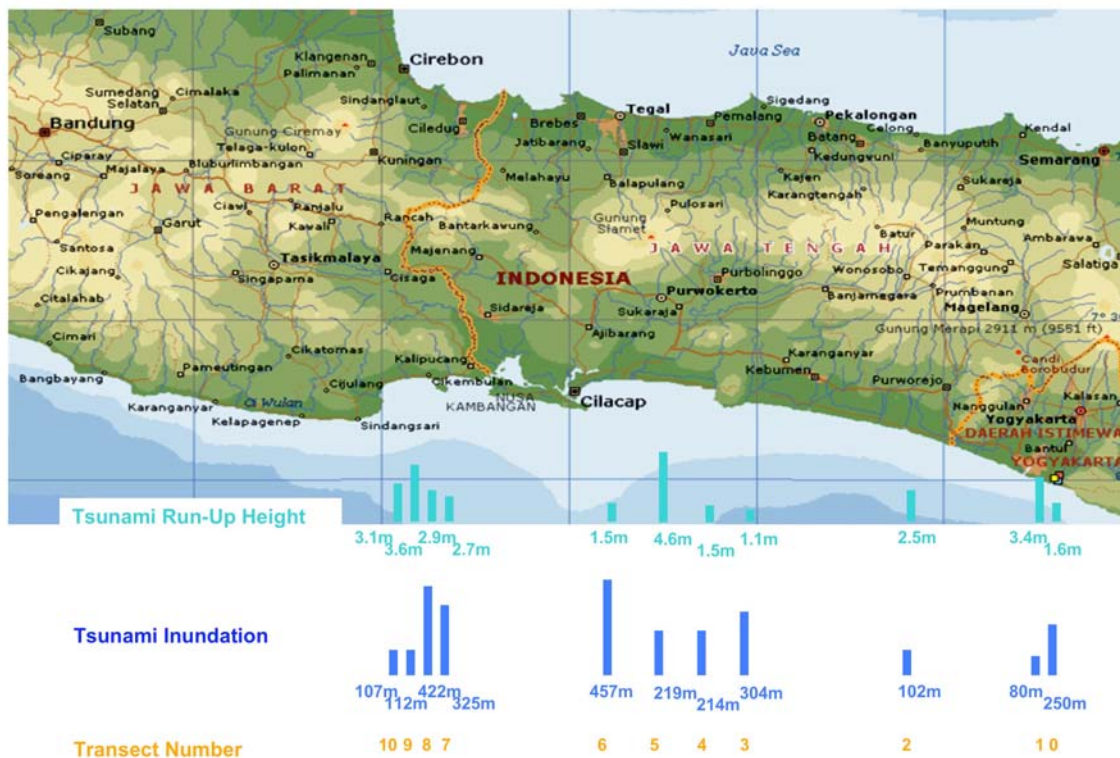 Subang
Klangenan
Cirebon
Java Sea
Palimanan
Sumedang
Selatan
Cimalaka
Sindanglaut
Tegal
Sigedang
Bandung
Ciledug
Brebes
Pemalang
Pekalongan
Wanasari
Batang
Celong
Kendal
Gunung Ciremay
Jatibarang
Slawi
Kedungwuni
Banyuputih
Ciparay
Telaga-kulon
Kuningan
Semarang
Soreang
Majalaya
Bluburlimbangan
Melahayu
Balapulang
Kajen
Karangtengah
Sukareja
JAWA BARAT
Pengalengan
Ciawi
Panjalu
Rancah
Pulosari
Garut
Kawali
Bantarkawung
Gunung
Slamet
Batur
Muntung
Santosa
Majenang
JAWA TENGAH
Parakan
Ambarawa
Cikajang
Tasikmalaya
Singaparna
Cisaga
INDONESIA
Purbolinggo
Wonosobo
Temanggung
Salatiga
Citalahab
Purwokerto
Banjarnegara
Prumbanan
Sidareja
Sukaraja
Magelang
Cimari
Ajibarang
Gunung Merapi 2911 m (9551 ft)
Cikatomas
Kalipucang
Karanganyar
Candi
Borobudur
Bangbayang
Pameutingan
Cijulang
Cikembulan
Kebumen
Purworejo
Karanganyar
Ci Wulan
NUSA
KAMBANGAN
Cilacap
Nanggulan
Kalasan
Kelapagenep
Sindangsari
Yogyakarta
DAERAH ISTIMEWA
Bantul
YOGYAKARTA
Tsunami Run-Up Height
3.1m 3.6m 2.9m 2.7m 1.5m 4.6m 1.5m 1.1m 2.5m 3.4m 1.6m
Tsunami Inundation
107m 112m 422m 325m 457m 219m 214m 304m 102m 80m 250m
Transect Number 10 9 8 7 6 5 4 3 2 1 0